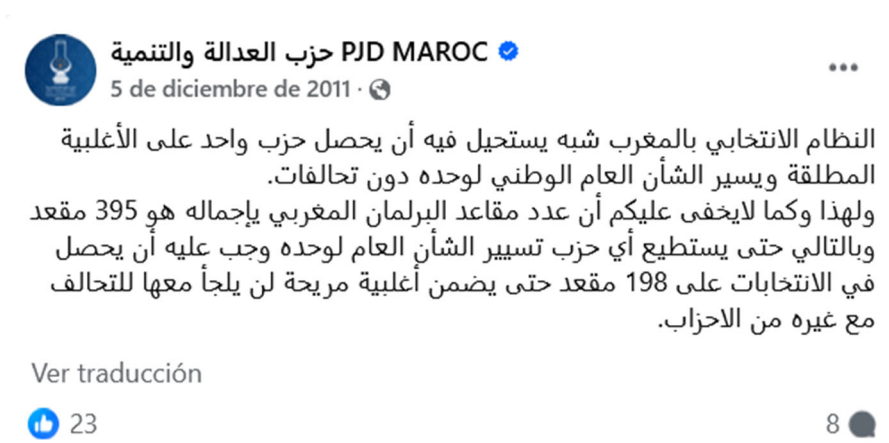 حزب العدالة والتنمية PJD MAROC
5 de diciembre de 2011 ·
النظام الانتخابي بالمغرب شبه يستحيل فيه أن يحصل حزب واحد على الأغلبية
المطلقة ويسير الشأن العام الوطني لوحده دون تحالفات.
ولهذا وكما لايخفى عليكم أن عدد مقاعد البرلمان المغربي يإجماله هو 395 مقعد
وبالتالي حتى يستطيع أي حزب تسيير الشأن العام لوحده وجب عليه أن يحصل
في الانتخابات على 198 مقعد حتى يضمن أغلبية مريحة لن يلجأ معها للتحالف
مع غيره من الاحزاب.
Ver traducción
23
8